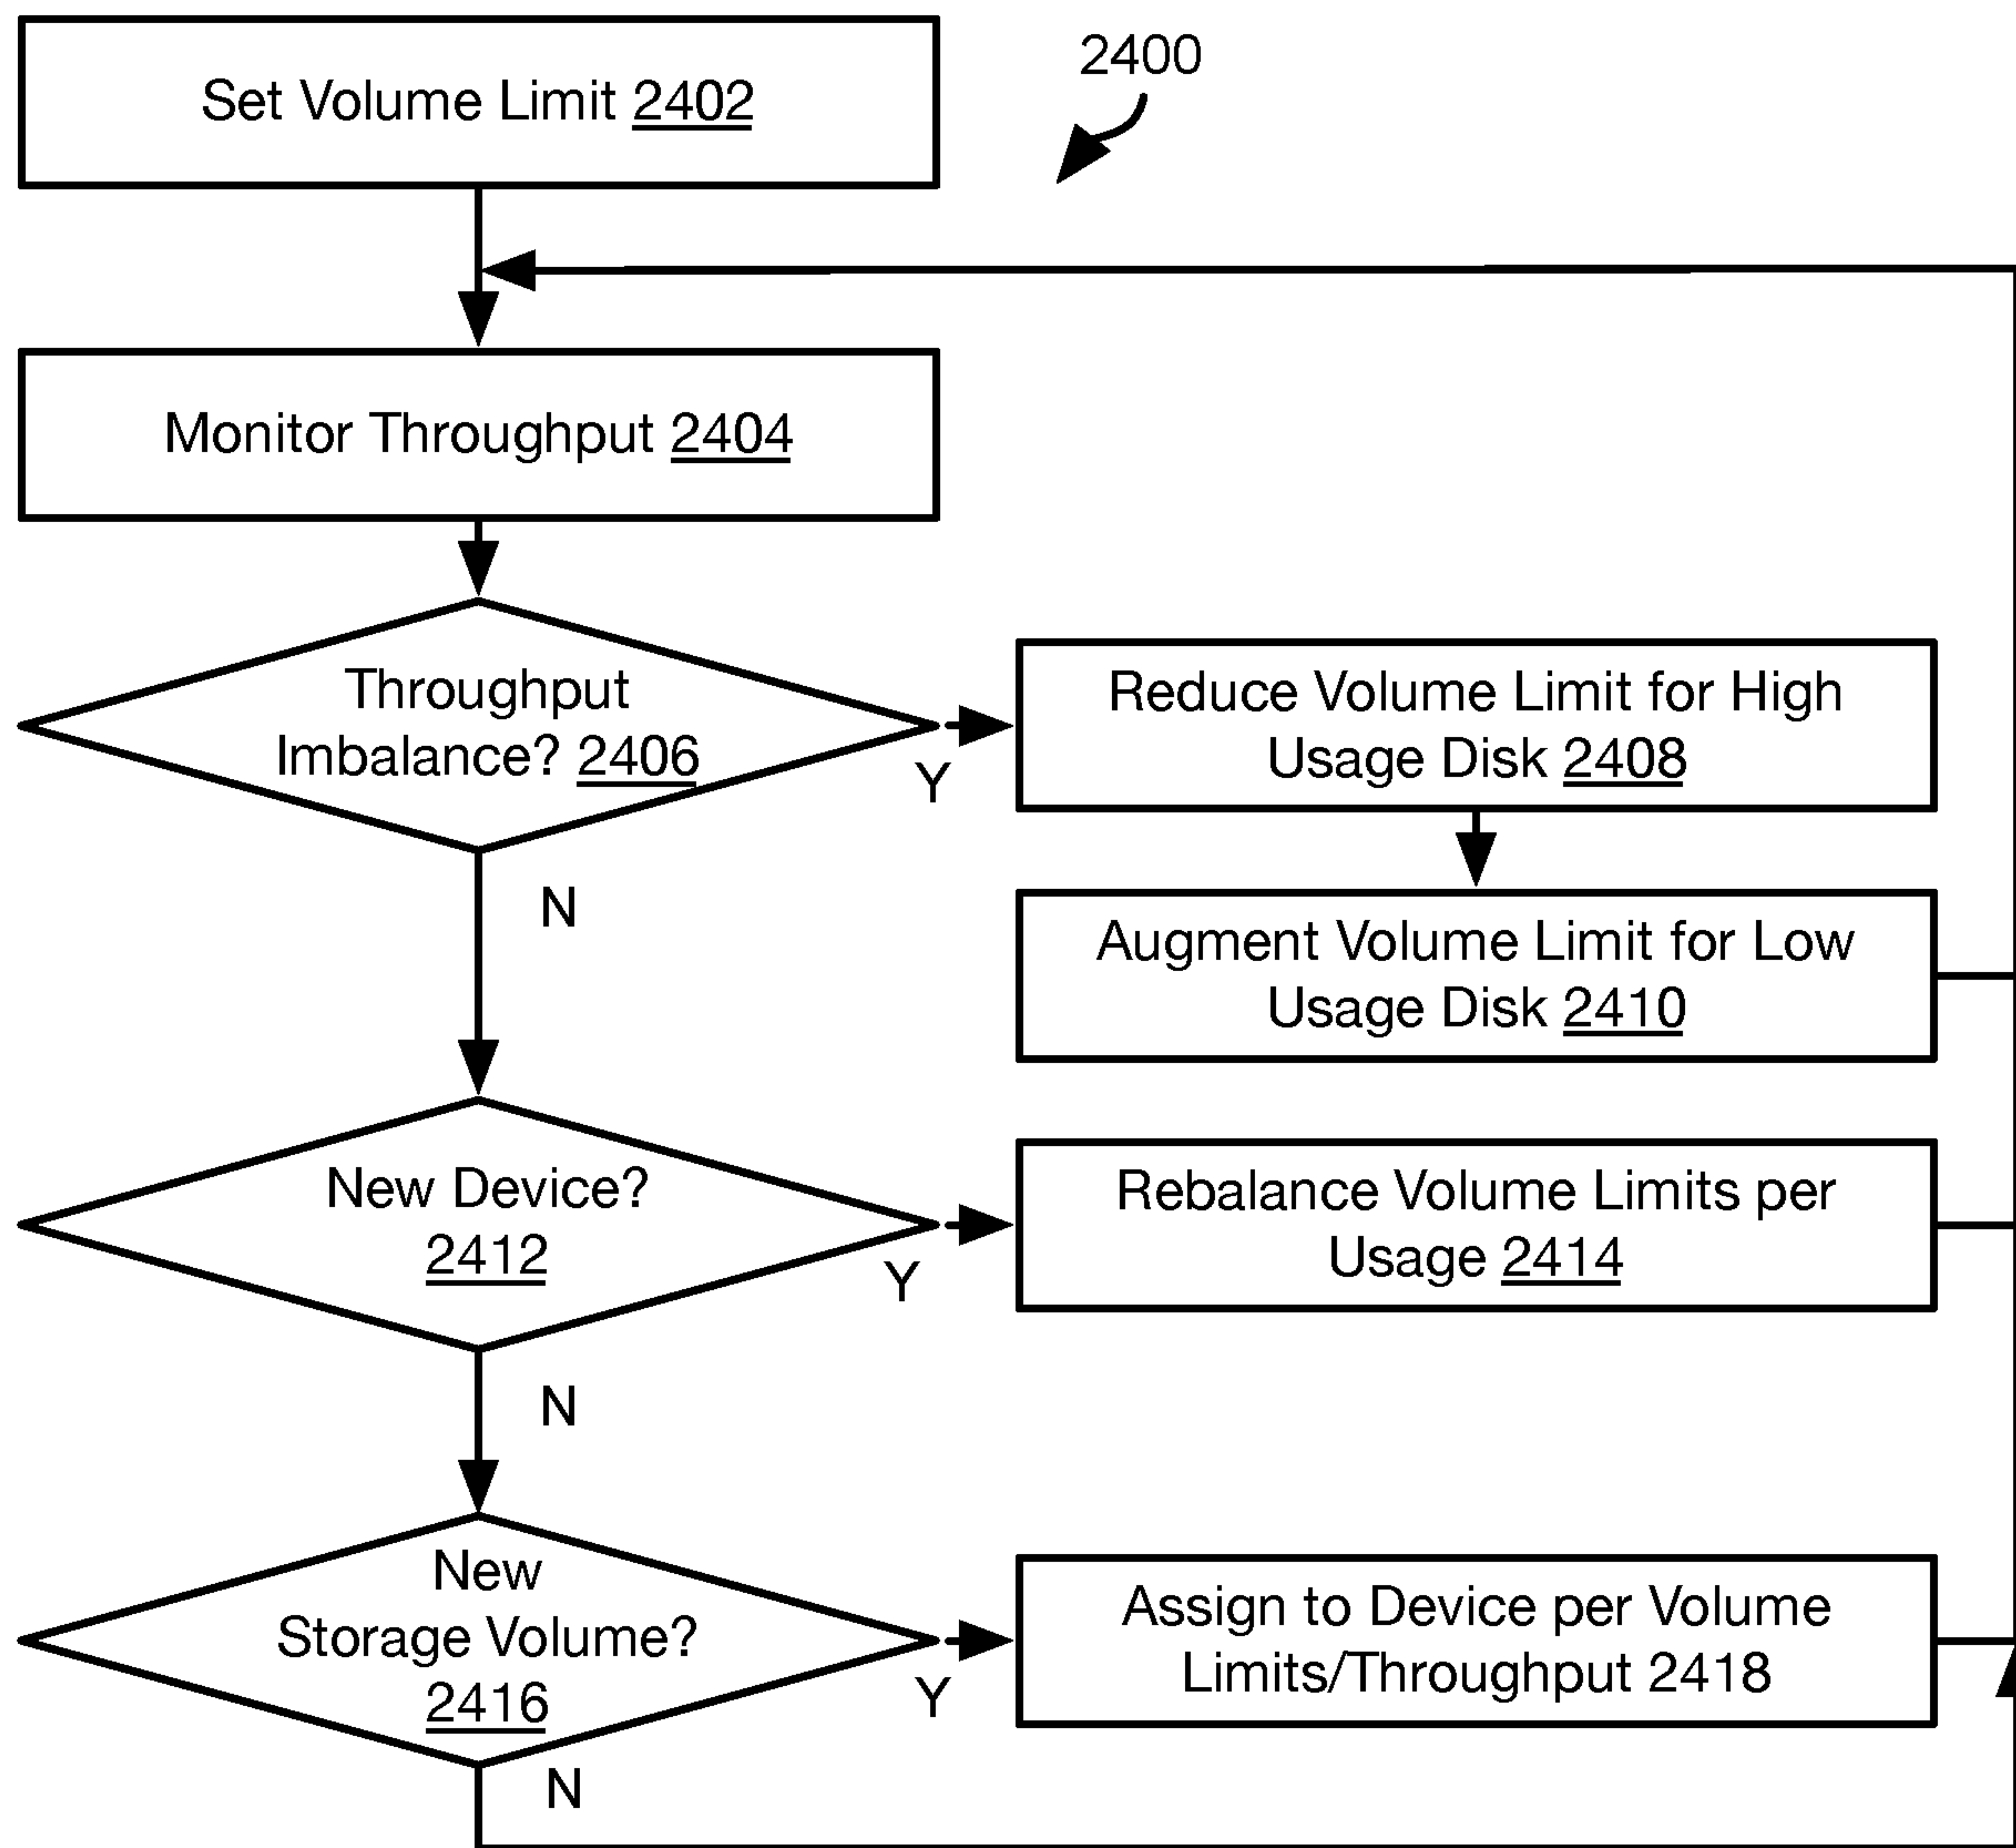 Set Volume Limit 2402
2400
Monitor Throughput 2404
Throughput
Imbalance? 2406
Y
Reduce Volume Limit for High
Usage Disk 2408
N
Augment Volume Limit for Low
Usage Disk 2410
New Device?
2412
Y
Rebalance Volume Limits per
Usage 2414
N
New
Storage Volume?
2416
Y
Assign to Device per Volume
Limits/Throughput 2418
N